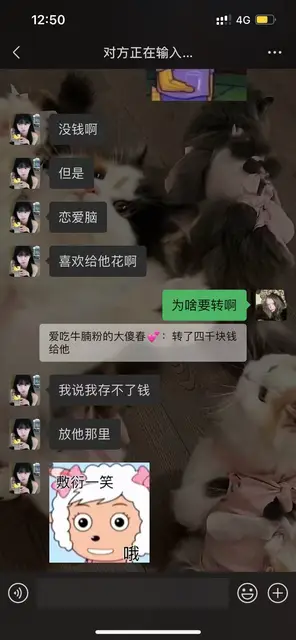 12:50
4G
对方正在输入...
没钱啊
但是
恋爱脑
喜欢给他花啊
为啥要转啊
爱吃牛腩粉的大傻春💕：转了四千块钱
给他
我说我存不了钱
放他那里
敷衍一笑
哦